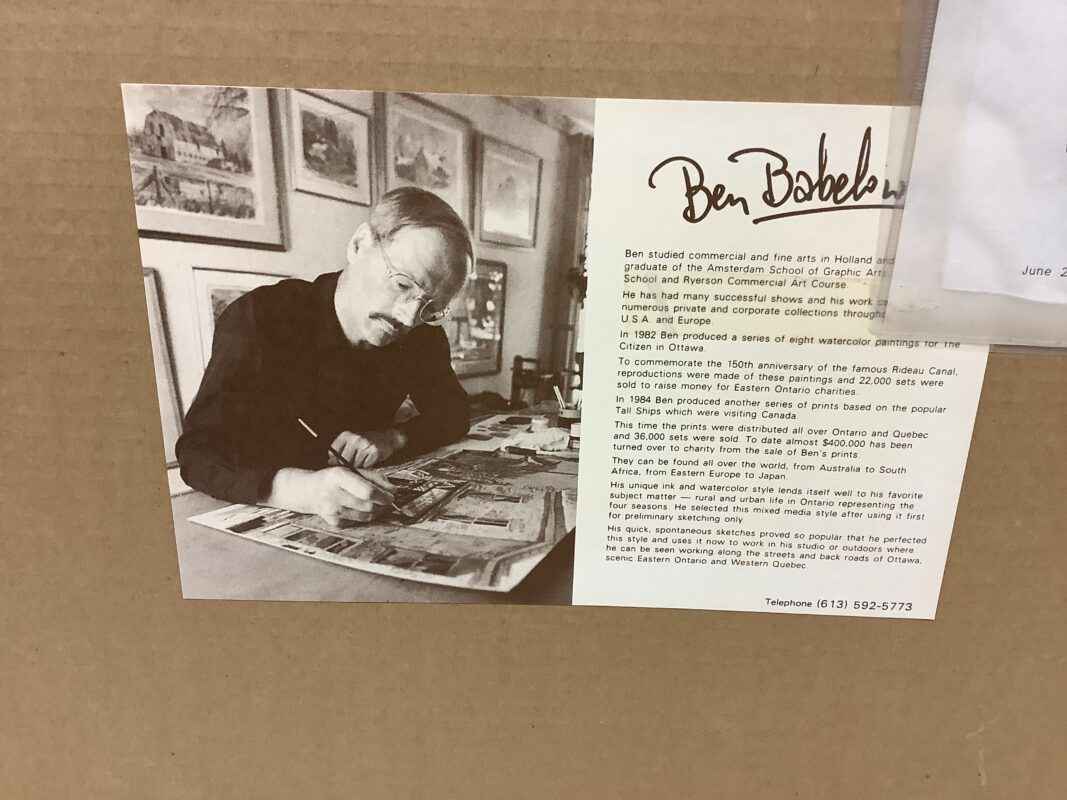 Ben Babelow
Ben studied commercial and fine arts in Holland and
graduate of the Amsterdam School of Graphic Arts
School and Ryerson Commercial Art Course.
He has had many successful shows and his work
numerous private and corporate collections throughout
U.S.A. and Europe.
In 1982 Ben produced a series of eight watercolor paintings for The
Citizen in Ottawa.
To commemorate the 150th anniversary of the famous Rideau Canal,
reproductions were made of these paintings and 22,000 sets were
sold to raise money for Eastern Ontario charities.
In 1984 Ben produced another series of prints based on the popular
Tall Ships which were visiting Canada.
This time the prints were distributed all over Ontario and Quebec
and 36,000 sets were sold. To date almost $400,000 has been
turned over to charity from the sale of Ben's prints.
They can be found all over the world, from Australia to South
Africa, from Eastern Europe to Japan.
His unique ink and watercolor style lends itself well to his favorite
subject matter — rural and urban life in Ontario representing the
four seasons. He selected this mixed media style after using it first
for preliminary sketching only.
His quick, spontaneous sketches proved so popular that he perfected
this style and uses it now to work in his studio or outdoors where
he can be seen working along the streets and back roads of Ottawa,
scenic Eastern Ontario and Western Quebec.
Telephone (613) 592-5773
June 2